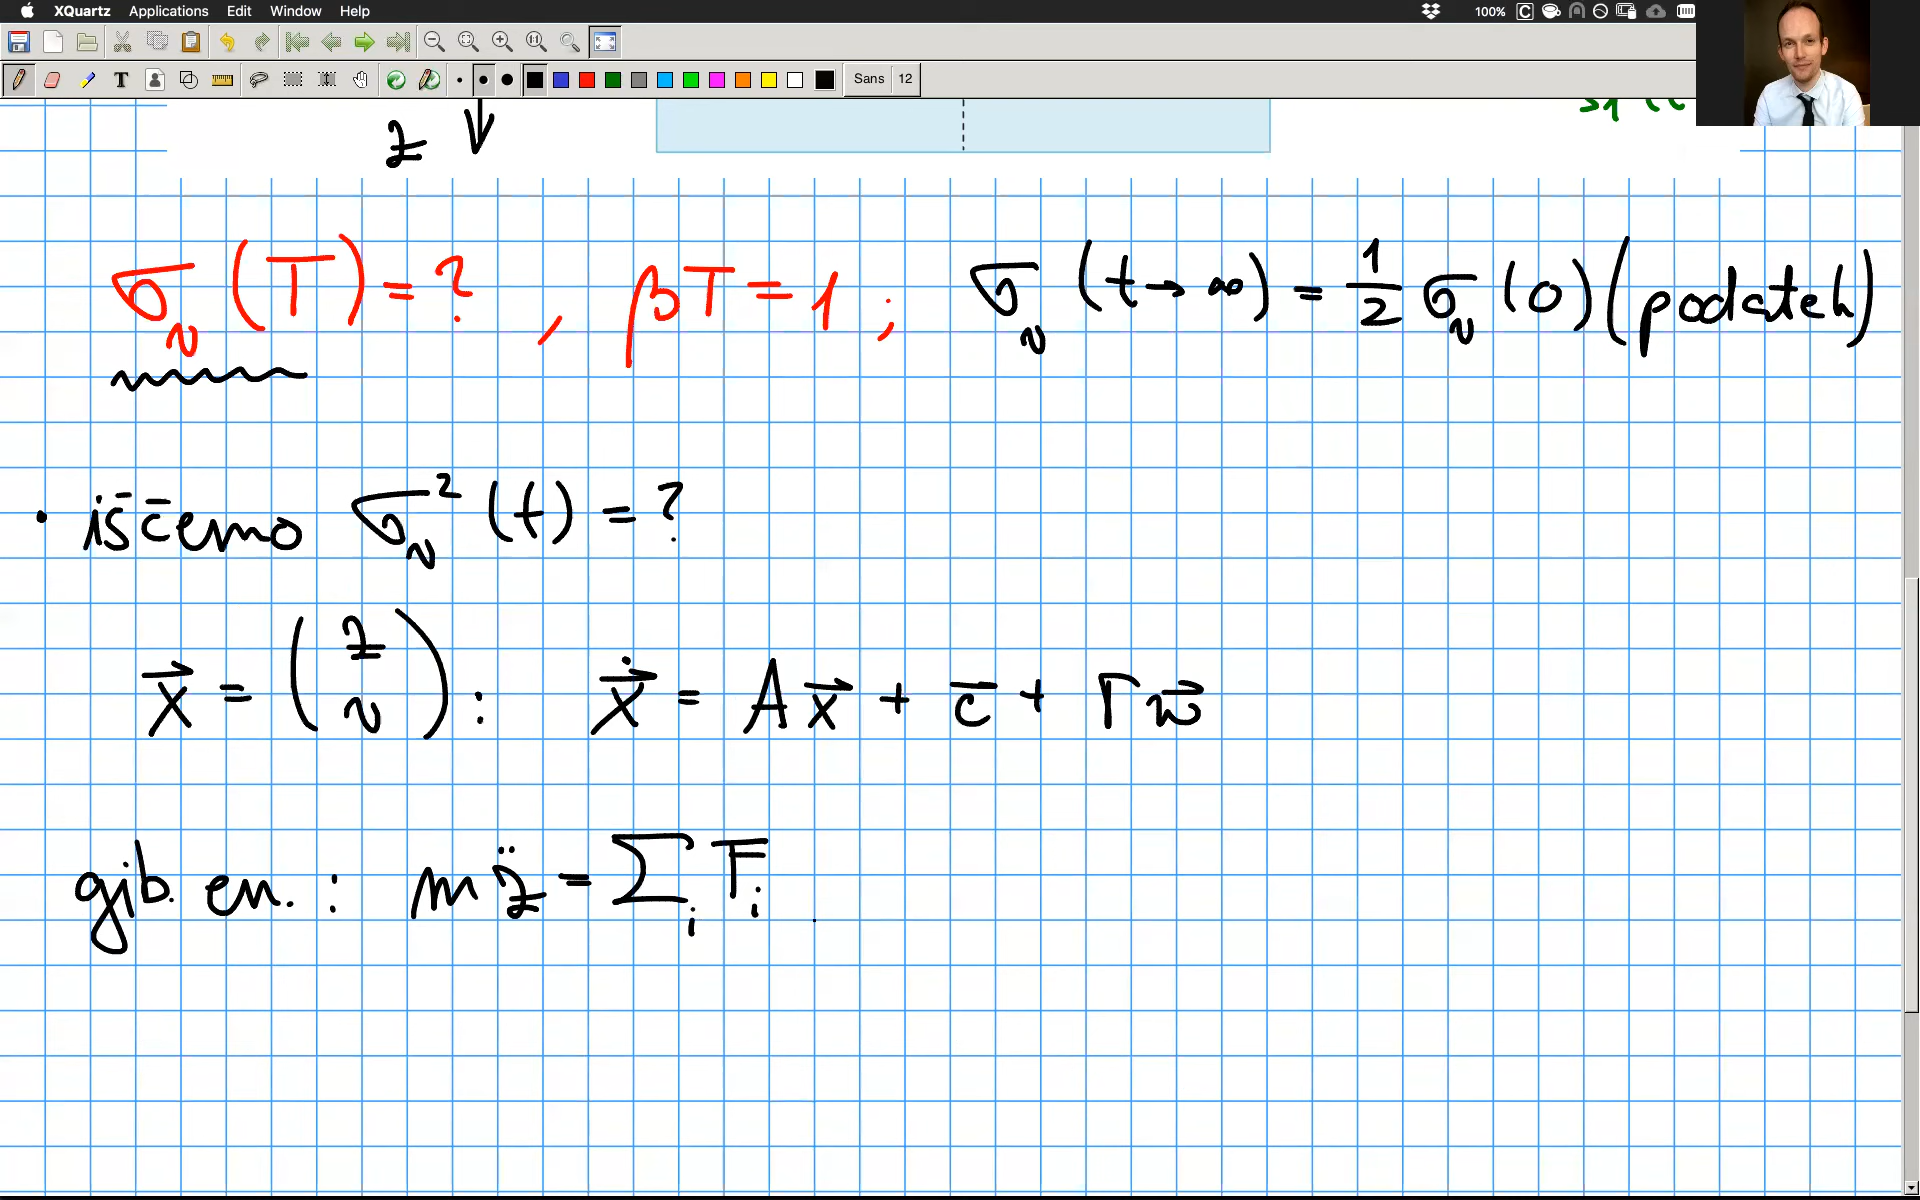 XQuartz Applications Edit Window Help 100%
Sans 12
z
σᵥ(T) = ? , βT = 1 ; σᵥ(t→∞) = 1/2 σᵥ(0) (podatek)
• iščemo σᵥ²(t) = ?
x⃗ = (z v) : ẋ⃗ = Ax⃗ + c⃗ + Γw⃗
gib. en. : m z̈ = Σᵢ Fᵢ